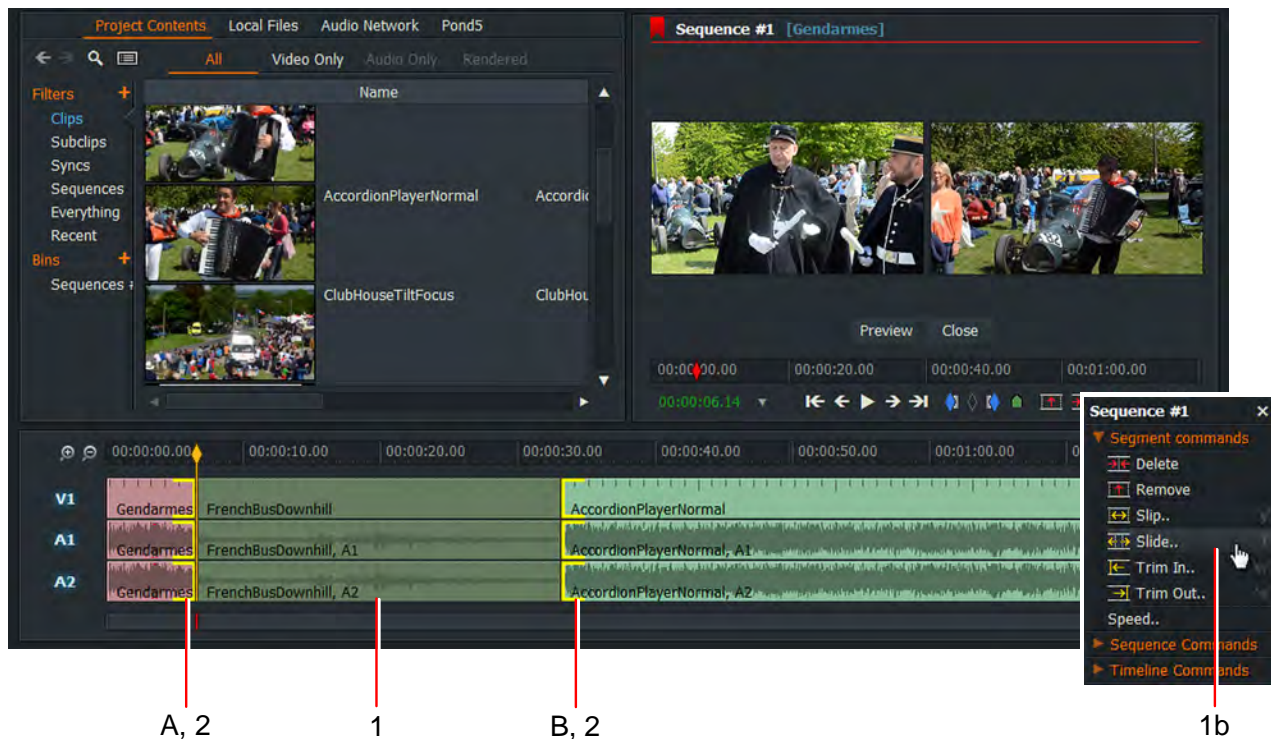 Project Contents Local Files Audio Network Pond5
All Video Only Audio Only Rendered
Filters +
Clips
Subclips
Syncs
Sequences
Everything
Recent
Bins +
Sequences
Name
AccordionPlayerNormal
ClubHouseTiltFocus
Sequence #1 [Gendarmes]
Preview Close
00:00:20.00 00:00:40.00 00:01:00.00
00:00:06.14
00:00:00.00 00:00:10.00 00:00:20.00 00:00:30.00 00:00:40.00 00:00:50.00 00:01:00.00
V1 Gendarmes FrenchBusDownhill AccordionPlayerNormal
A1 Gendarmes FrenchBusDownhill, A1 AccordionPlayerNormal, A1
A2 Gendarmes FrenchBusDownhill, A2 AccordionPlayerNormal, A2
Sequence #1 ×
Segment commands
Delete
Remove
Slip..
Slide..
Trim In..
Trim Out..
Speed..
Sequence Commands
Timeline Commands
A, 2 1 B, 2 1b